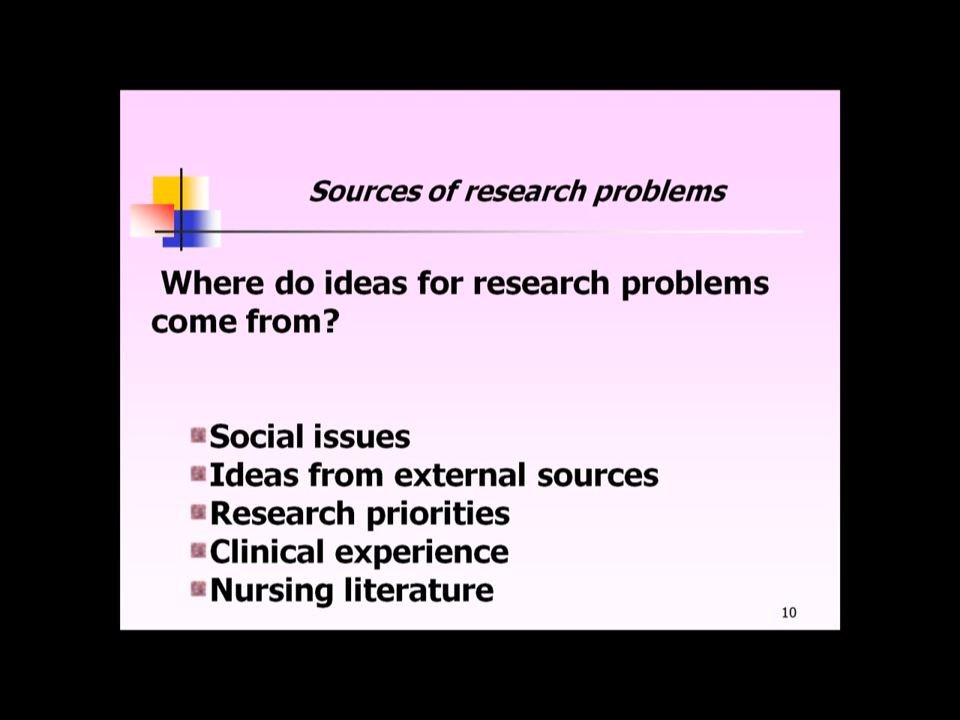 Sources of research problems
Where do ideas for research problems
come from?
Social issues
Ideas from external sources
Research priorities
Clinical experience
Nursing literature
10